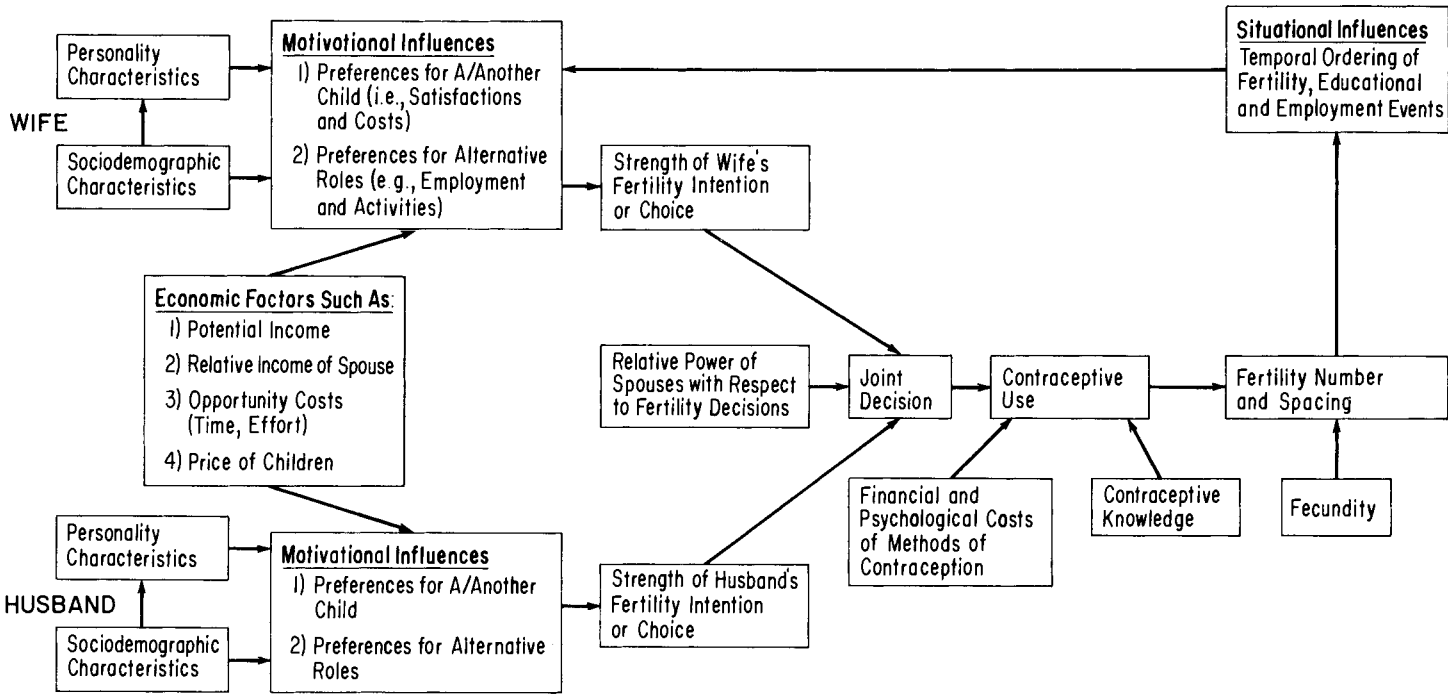 Personality
Characteristics
WIFE
Sociodemographic
Characteristics
Motivational Influences
1) Preferences for A/Another
Child (i.e., Satisfactions
and Costs)
2) Preferences for Alternative
Roles (e.g., Employment
and Activities)
Strength of Wife's
Fertility Intention
or Choice
Situational Influences
Temporal Ordering of
Fertility, Educational
and Employment Events
Economic Factors Such As:
1) Potential Income
2) Relative Income of Spouse
3) Opportunity Costs
(Time, Effort)
4) Price of Children
Relative Power of
Spouses with Respect
to Fertility Decisions
Joint
Decision
Contraceptive
Use
Fertility Number
and Spacing
Financial and
Psychological Costs
of Methods of
Contraception
Contraceptive
Knowledge
Fecundity
Personality
Characteristics
HUSBAND
Sociodemographic
Characteristics
Motivational Influences
1) Preferences for A/Another
Child
2) Preferences for Alternative
Roles
Strength of Husband's
Fertility Intention
or Choice